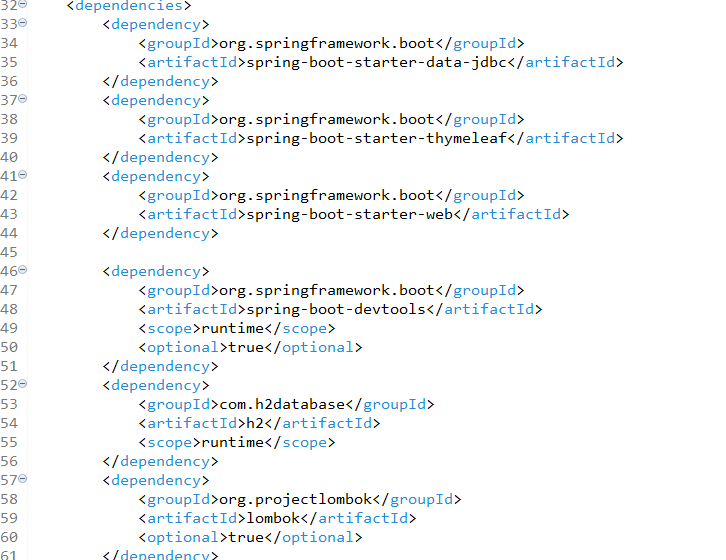 32 <dependencies>
33 <dependency>
34 <groupId>org.springframework.boot</groupId>
35 <artifactId>spring-boot-starter-data-jdbc</artifactId>
36 </dependency>
37 <dependency>
38 <groupId>org.springframework.boot</groupId>
39 <artifactId>spring-boot-starter-thymeleaf</artifactId>
40 </dependency>
41 <dependency>
42 <groupId>org.springframework.boot</groupId>
43 <artifactId>spring-boot-starter-web</artifactId>
44 </dependency>
45
46 <dependency>
47 <groupId>org.springframework.boot</groupId>
48 <artifactId>spring-boot-devtools</artifactId>
49 <scope>runtime</scope>
50 <optional>true</optional>
51 </dependency>
52 <dependency>
53 <groupId>com.h2database</groupId>
54 <artifactId>h2</artifactId>
55 <scope>runtime</scope>
56 </dependency>
57 <dependency>
58 <groupId>org.projectlombok</groupId>
59 <artifactId>lombok</artifactId>
60 <optional>true</optional>
61 </dependency>